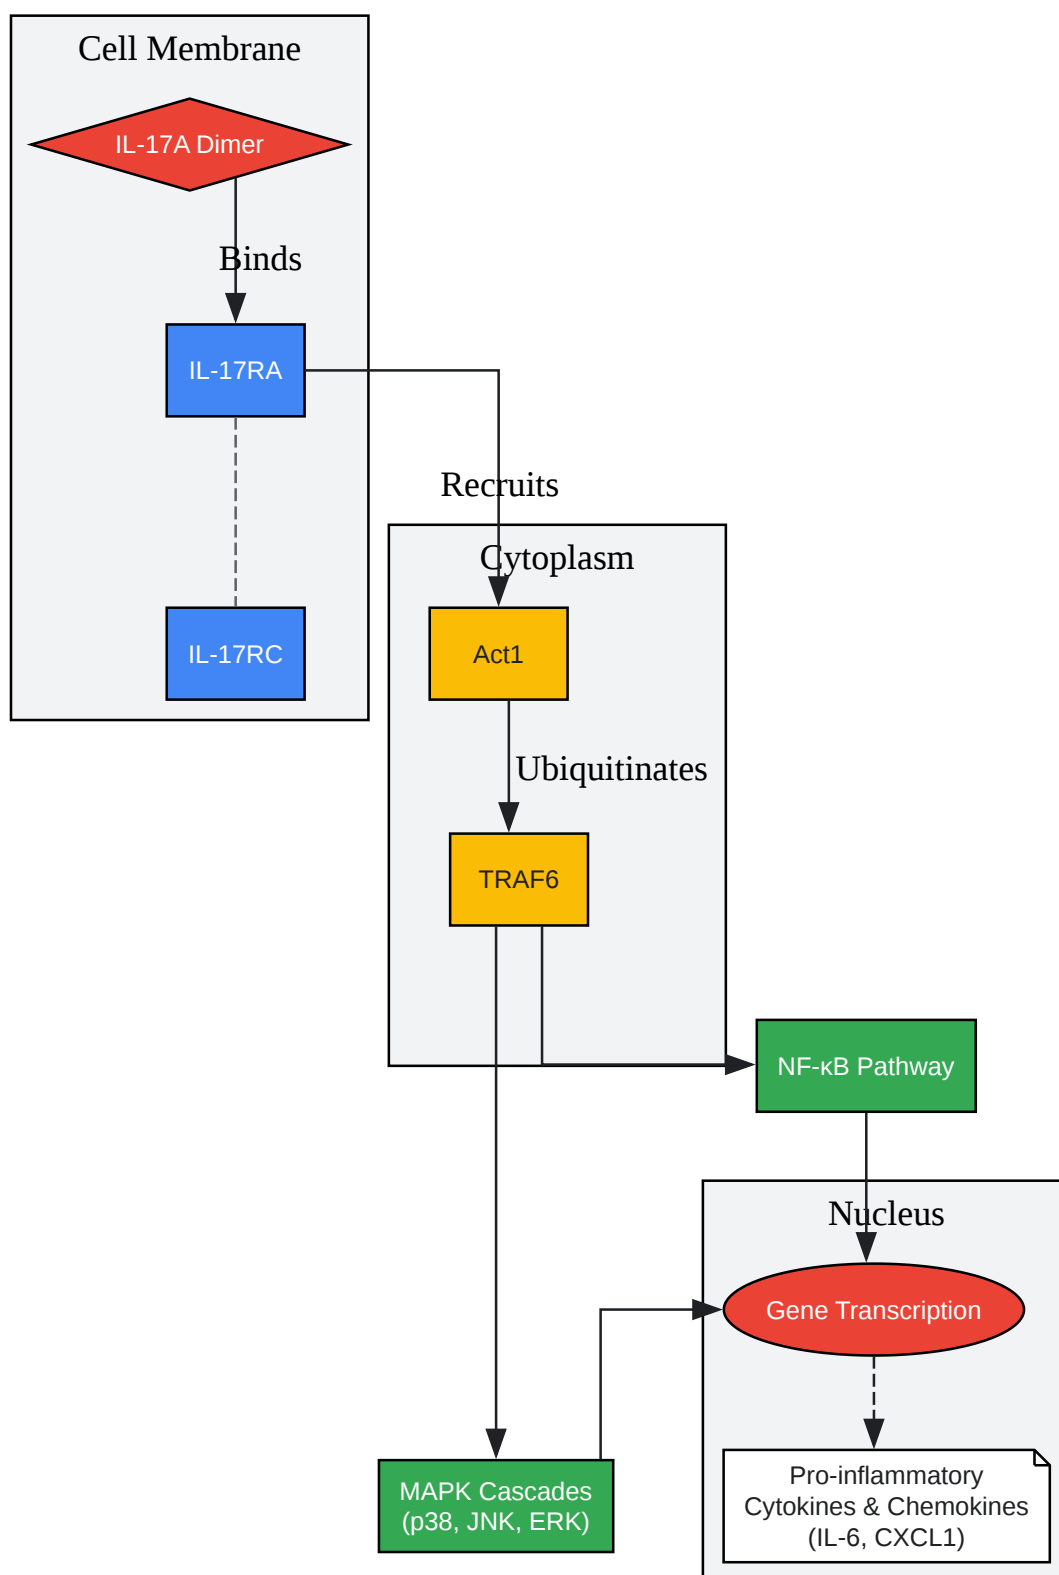 Cell Membrane
IL-17A Dimer
Binds
IL-17RA
Recruits
Cytoplasm
IL-17RC
Act1
Ubiquitinates
TRAF6
NF-κB Pathway
Nucleus
Gene Transcription
MAPK Cascades
(p38, JNK, ERK)
Pro-inflammatory
Cytokines & Chemokines
(IL-6, CXCL1)